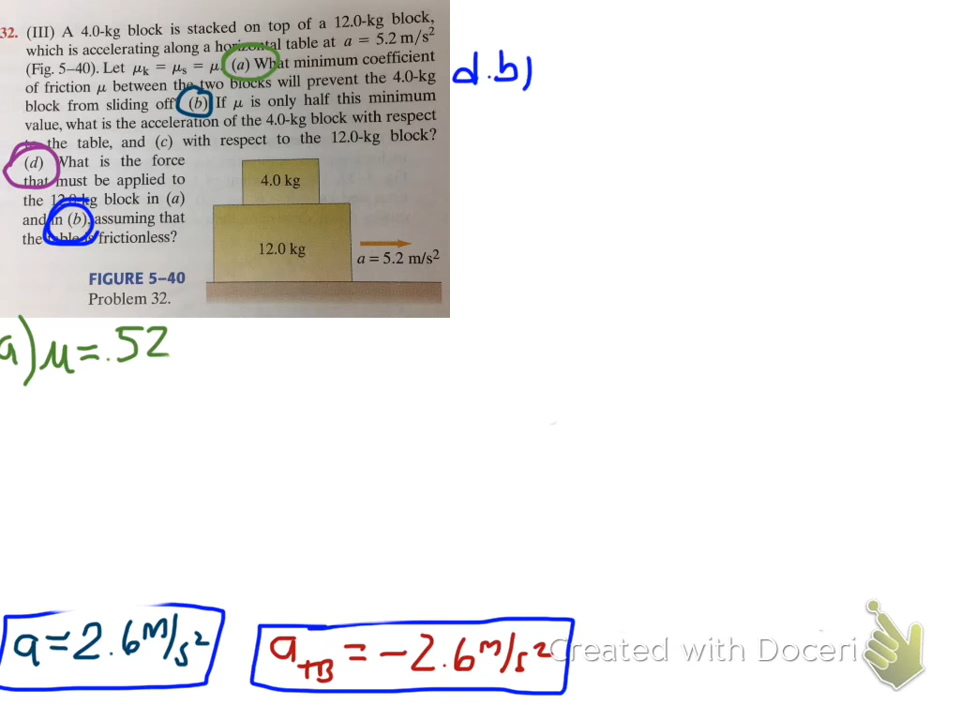 32. (III) A 4.0-kg block is stacked on top of a 12.0-kg block,
which is accelerating along a horizontal table at a = 5.2 m/s²
(Fig. 5–40). Let μk = μs = μ. (a) What minimum coefficient
of friction μ between the two blocks will prevent the 4.0-kg
block from sliding off? (b) If μ is only half this minimum
value, what is the acceleration of the 4.0-kg block with respect
to the table, and (c) with respect to the 12.0-kg block?
(d) What is the force
that must be applied to
the 12.0-kg block in (a)
and in (b), assuming that
the table is frictionless?
4.0 kg
12.0 kg
a = 5.2 m/s²
FIGURE 5–40
Problem 32.
d.b)
a) μ = .52
a = 2.6 m/s²
a_TB = -2.6 m/s²
Created with Doceri